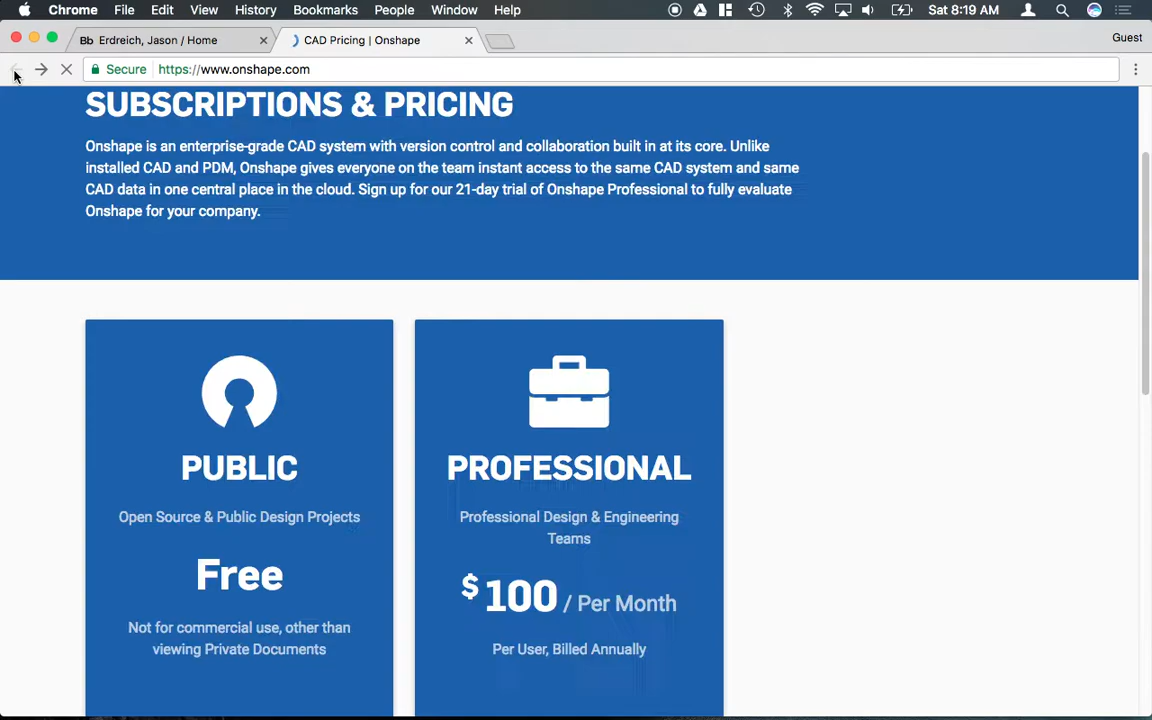 Chrome File Edit View History Bookmarks People Window Help Sat 8:19 AM
Bb Erdreich, Jason / Home CAD Pricing | Onshape Guest
Secure https://www.onshape.com
SUBSCRIPTIONS & PRICING
Onshape is an enterprise-grade CAD system with version control and collaboration built in at its core. Unlike
installed CAD and PDM, Onshape gives everyone on the team instant access to the same CAD system and same
CAD data in one central place in the cloud. Sign up for our 21-day trial of Onshape Professional to fully evaluate
Onshape for your company.
PUBLIC
Open Source & Public Design Projects
Free
Not for commercial use, other than
viewing Private Documents
PROFESSIONAL
Professional Design & Engineering
Teams
$100 / Per Month
Per User, Billed Annually